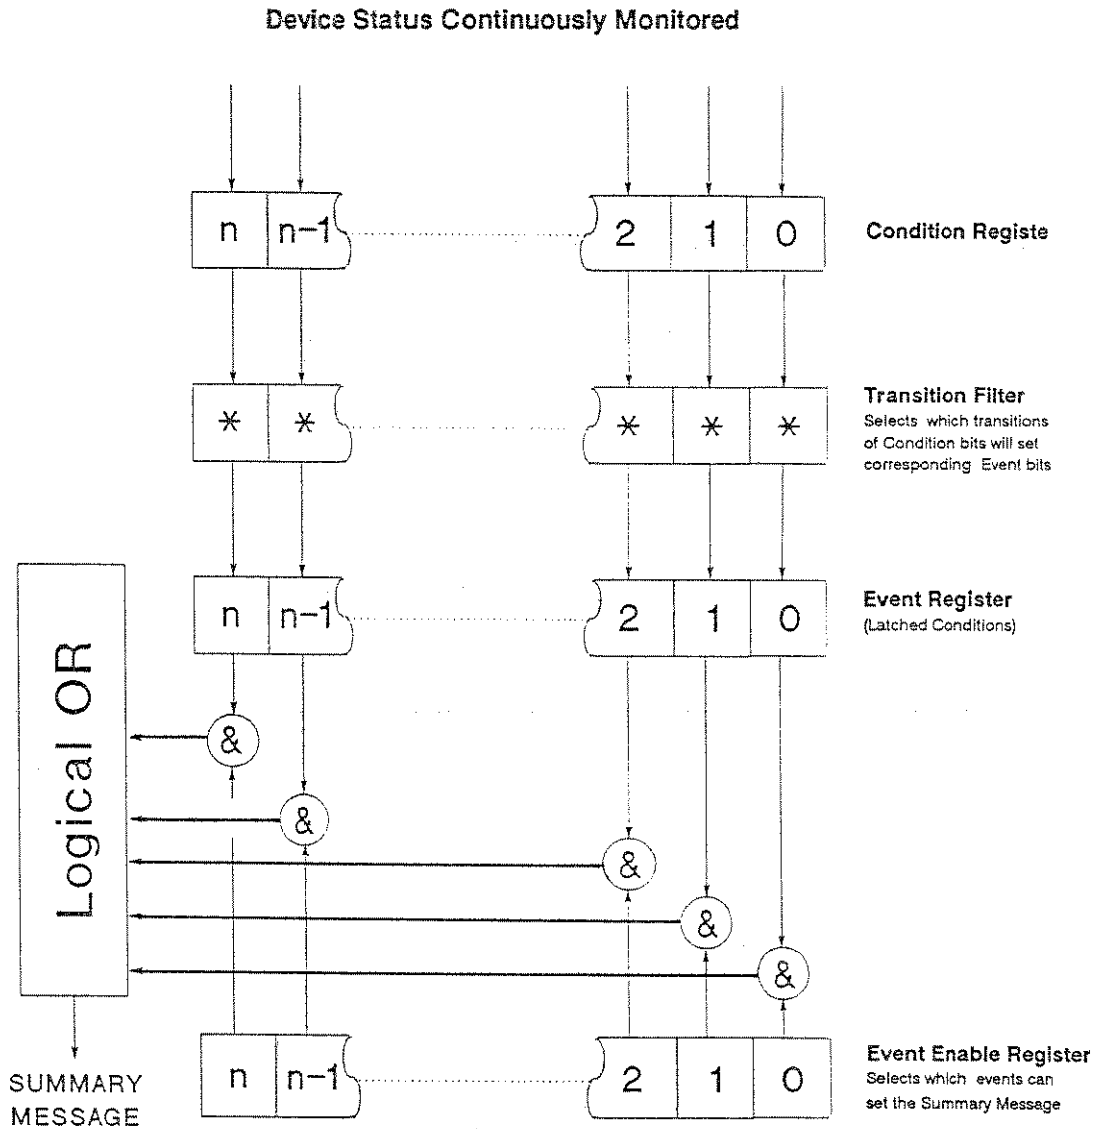 Device Status Continuously Monitored
n n-1 2 1 0
Condition Registe
* * * * *
Transition Filter
Selects which transitions
of Condition bits will set
corresponding Event bits
n n-1 2 1 0
Event Register
(Latched Conditions)
Logical OR
&
&
&
&
&
n n-1 2 1 0
Event Enable Register
Selects which events can
set the Summary Message
SUMMARY
MESSAGE